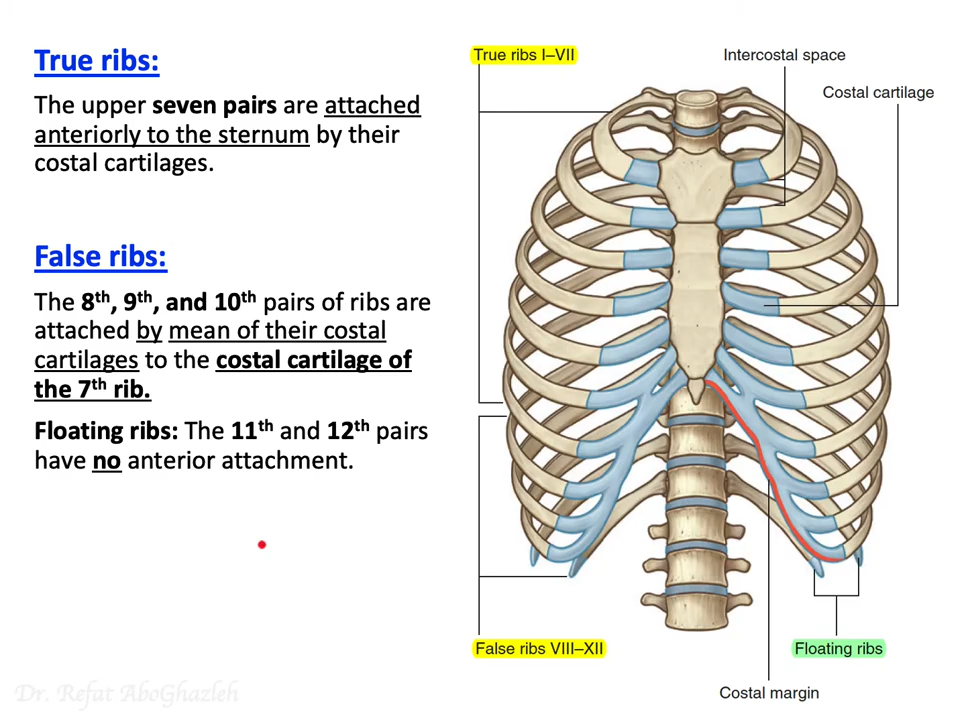 True ribs:
The upper seven pairs are attached
anteriorly to the sternum by their
costal cartilages.
False ribs:
The 8th, 9th, and 10th pairs of ribs are
attached by mean of their costal
cartilages to the costal cartilage of
the 7th rib.
Floating ribs: The 11th and 12th pairs
have no anterior attachment.
True ribs I–VII
Intercostal space
Costal cartilage
False ribs VIII–XII
Floating ribs
Costal margin
Dr. Refat AboGhazleh